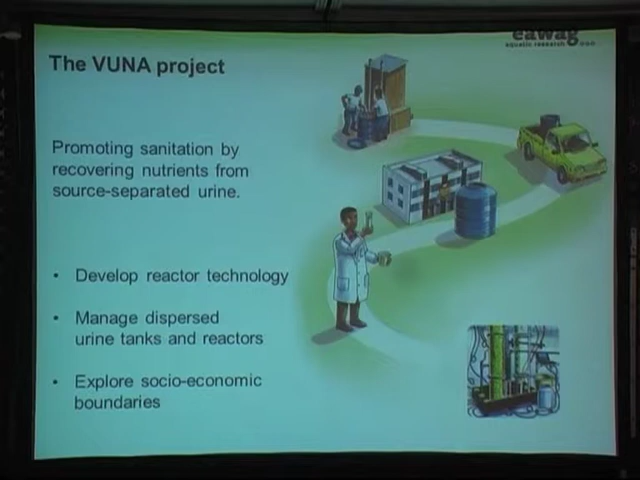 eawag
aquatic research
The VUNA project
Promoting sanitation by
recovering nutrients from
source-separated urine.
• Develop reactor technology
• Manage dispersed
urine tanks and reactors
• Explore socio-economic
boundaries